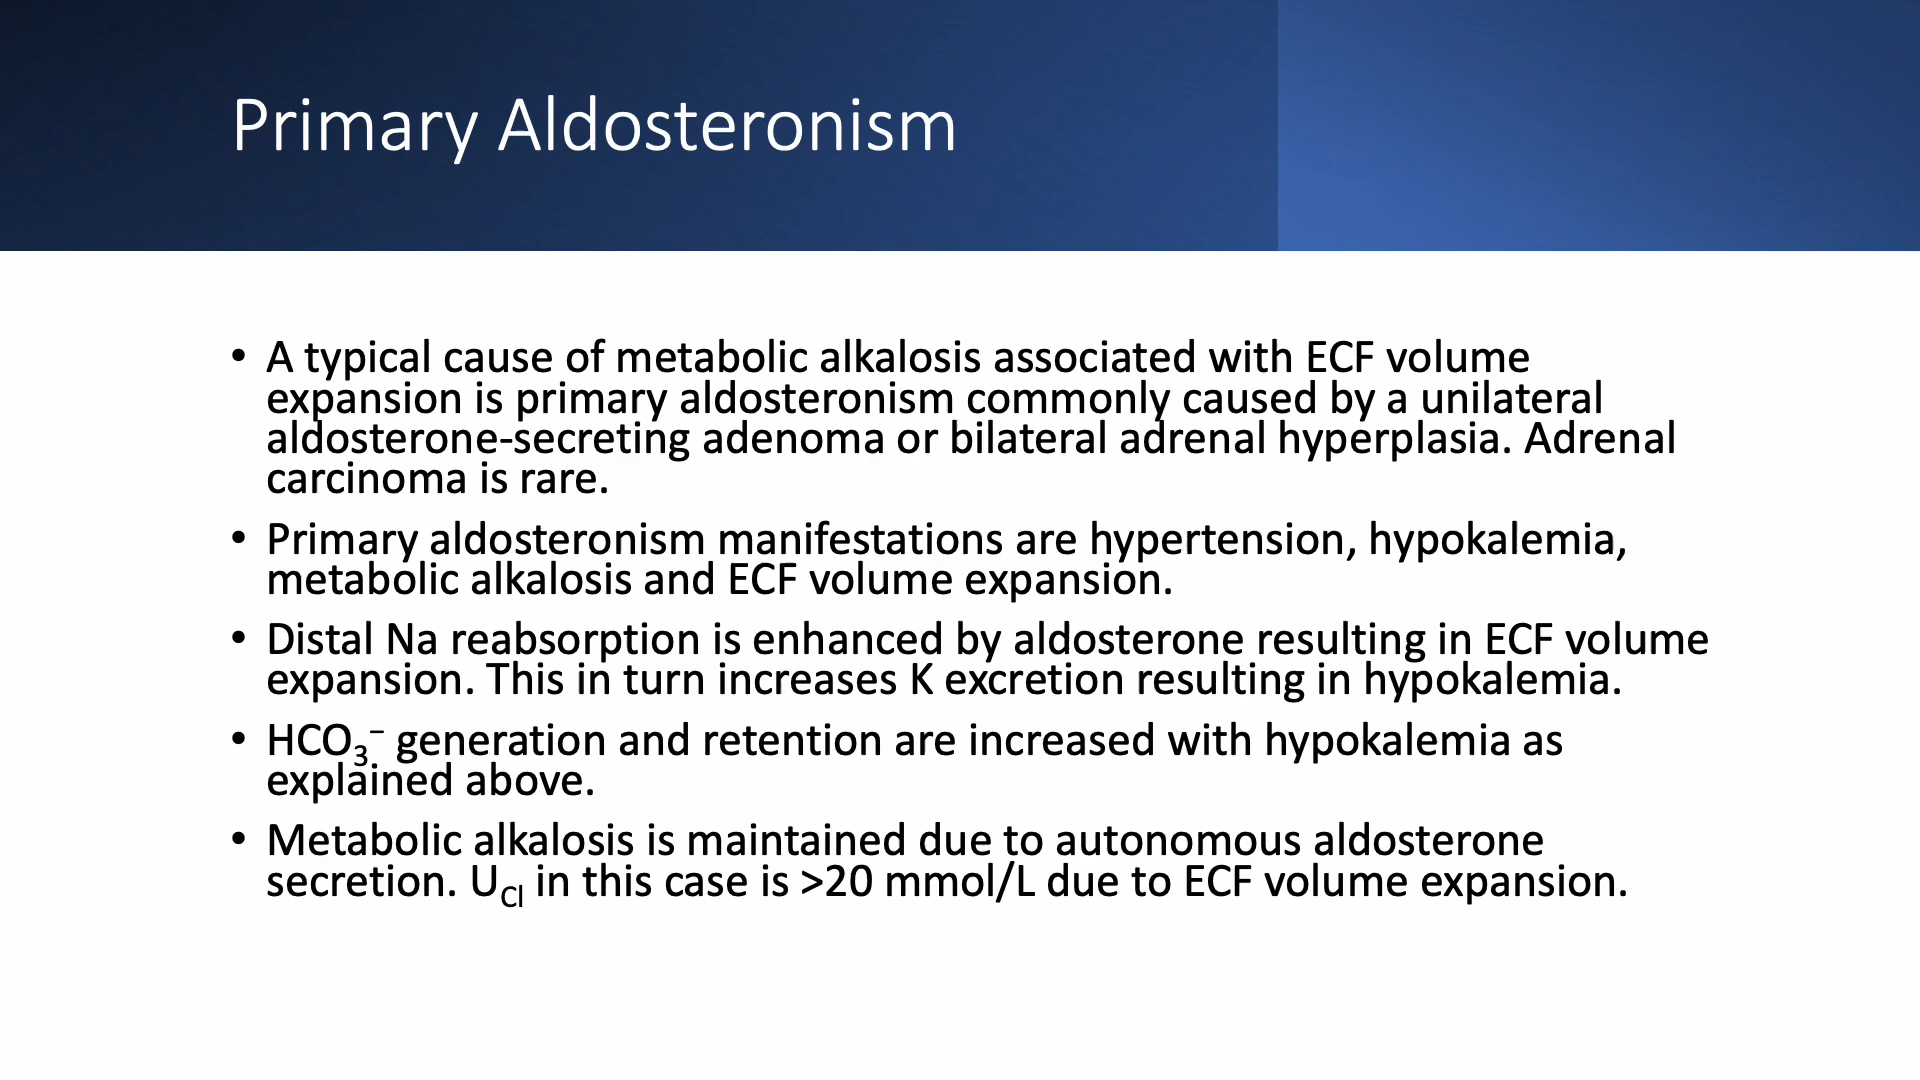 Primary Aldosteronism
• A typical cause of metabolic alkalosis associated with ECF volume
expansion is primary aldosteronism commonly caused by a unilateral
aldosterone-secreting adenoma or bilateral adrenal hyperplasia. Adrenal
carcinoma is rare.
• Primary aldosteronism manifestations are hypertension, hypokalemia,
metabolic alkalosis and ECF volume expansion.
• Distal Na reabsorption is enhanced by aldosterone resulting in ECF volume
expansion. This in turn increases K excretion resulting in hypokalemia.
• HCO₃⁻ generation and retention are increased with hypokalemia as
explained above.
• Metabolic alkalosis is maintained due to autonomous aldosterone
secretion. U_Cl in this case is >20 mmol/L due to ECF volume expansion.